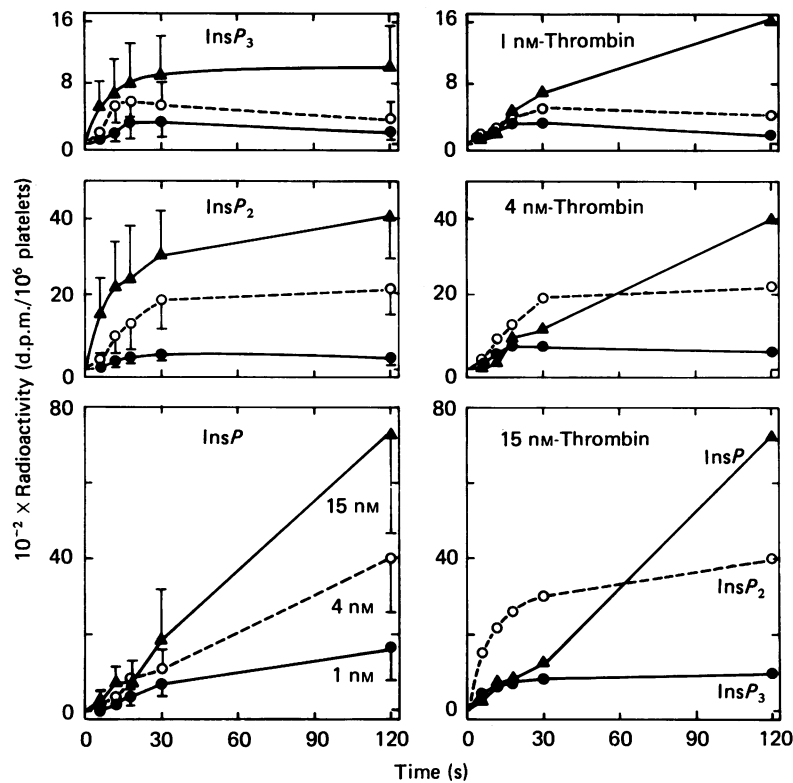 16
8
0
InsP₃
16
8
0
1 nM-Thrombin
40
20
0
InsP₂
40
20
0
4 nM-Thrombin
80
40
0
InsP
15 nM
4 nM
1 nM
0 30 60 90 120
80
40
0
15 nM-Thrombin
InsP
InsP₂
InsP₃
0 30 60 90 120
10⁻² × Radioactivity (d.p.m./10⁶ platelets)
Time (s)